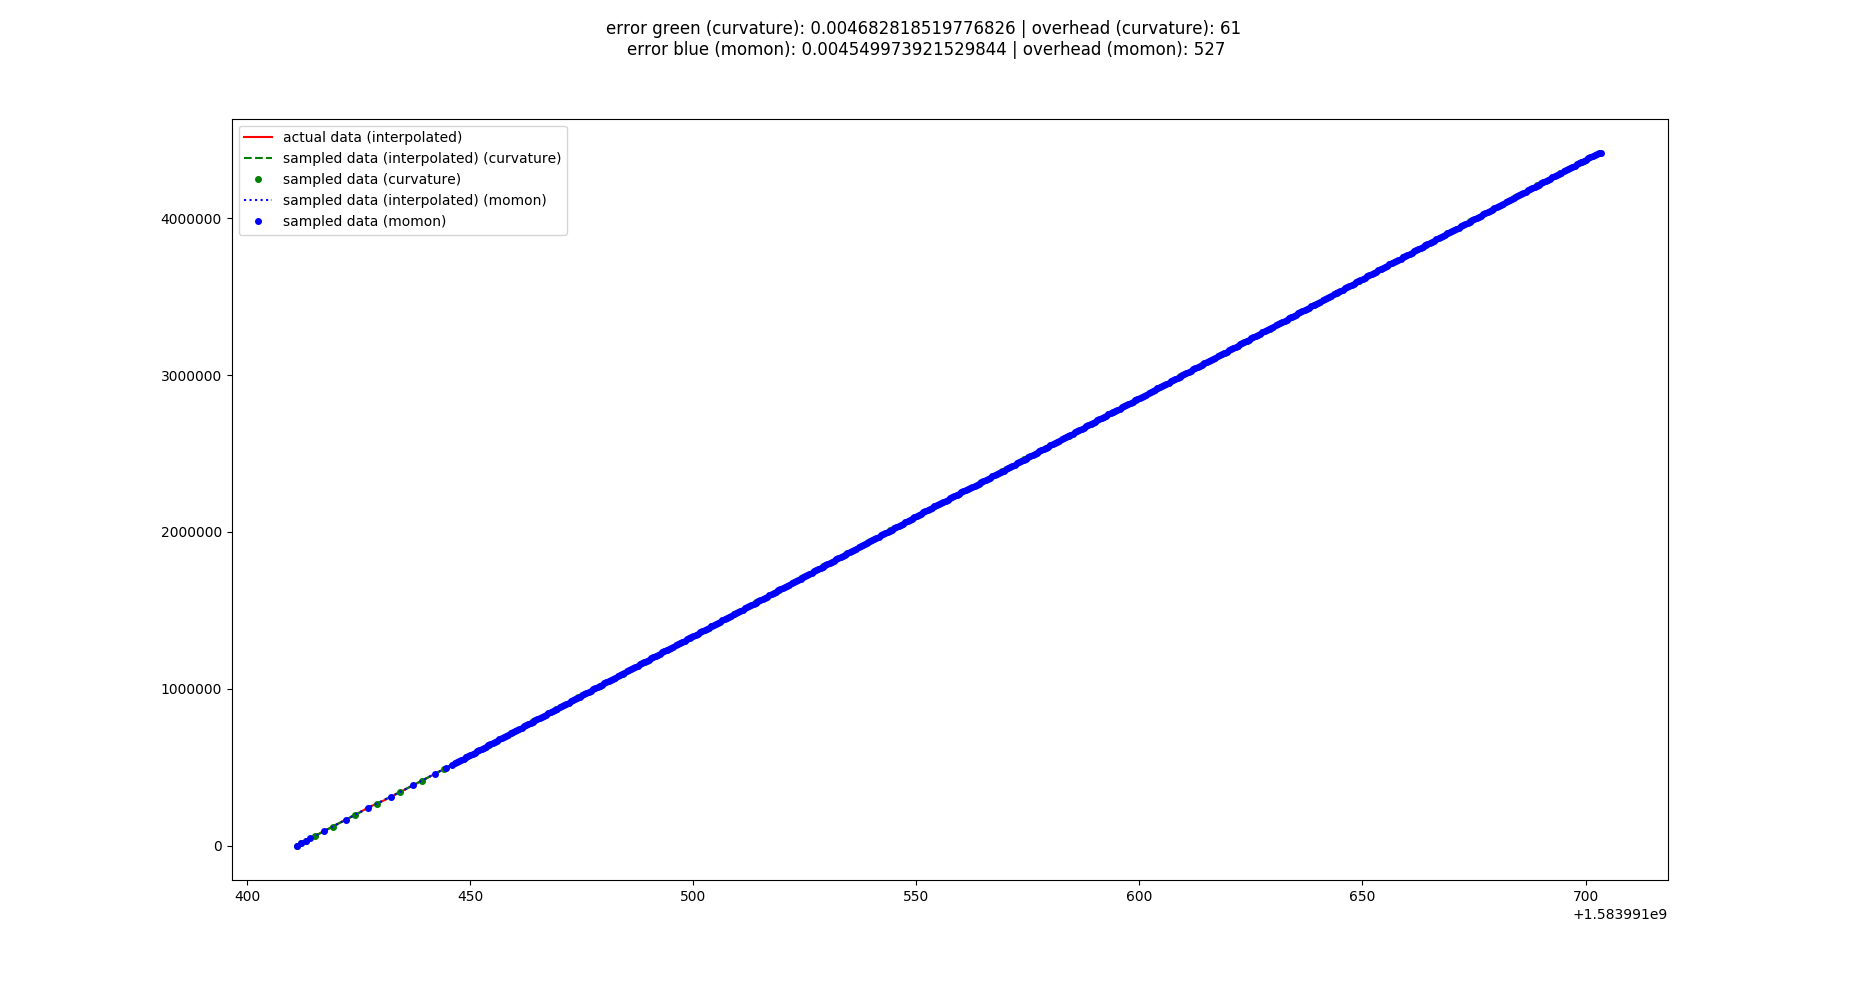 error green (curvature): 0.004682818519776826 | overhead (curvature): 61
error blue (momon): 0.004549973921529844 | overhead (momon): 527
actual data (interpolated)
sampled data (interpolated) (curvature)
sampled data (curvature)
sampled data (interpolated) (momon)
sampled data (momon)
4000000
3000000
2000000
1000000
0
400 450 500 550 600 650 700
+1.583991e9